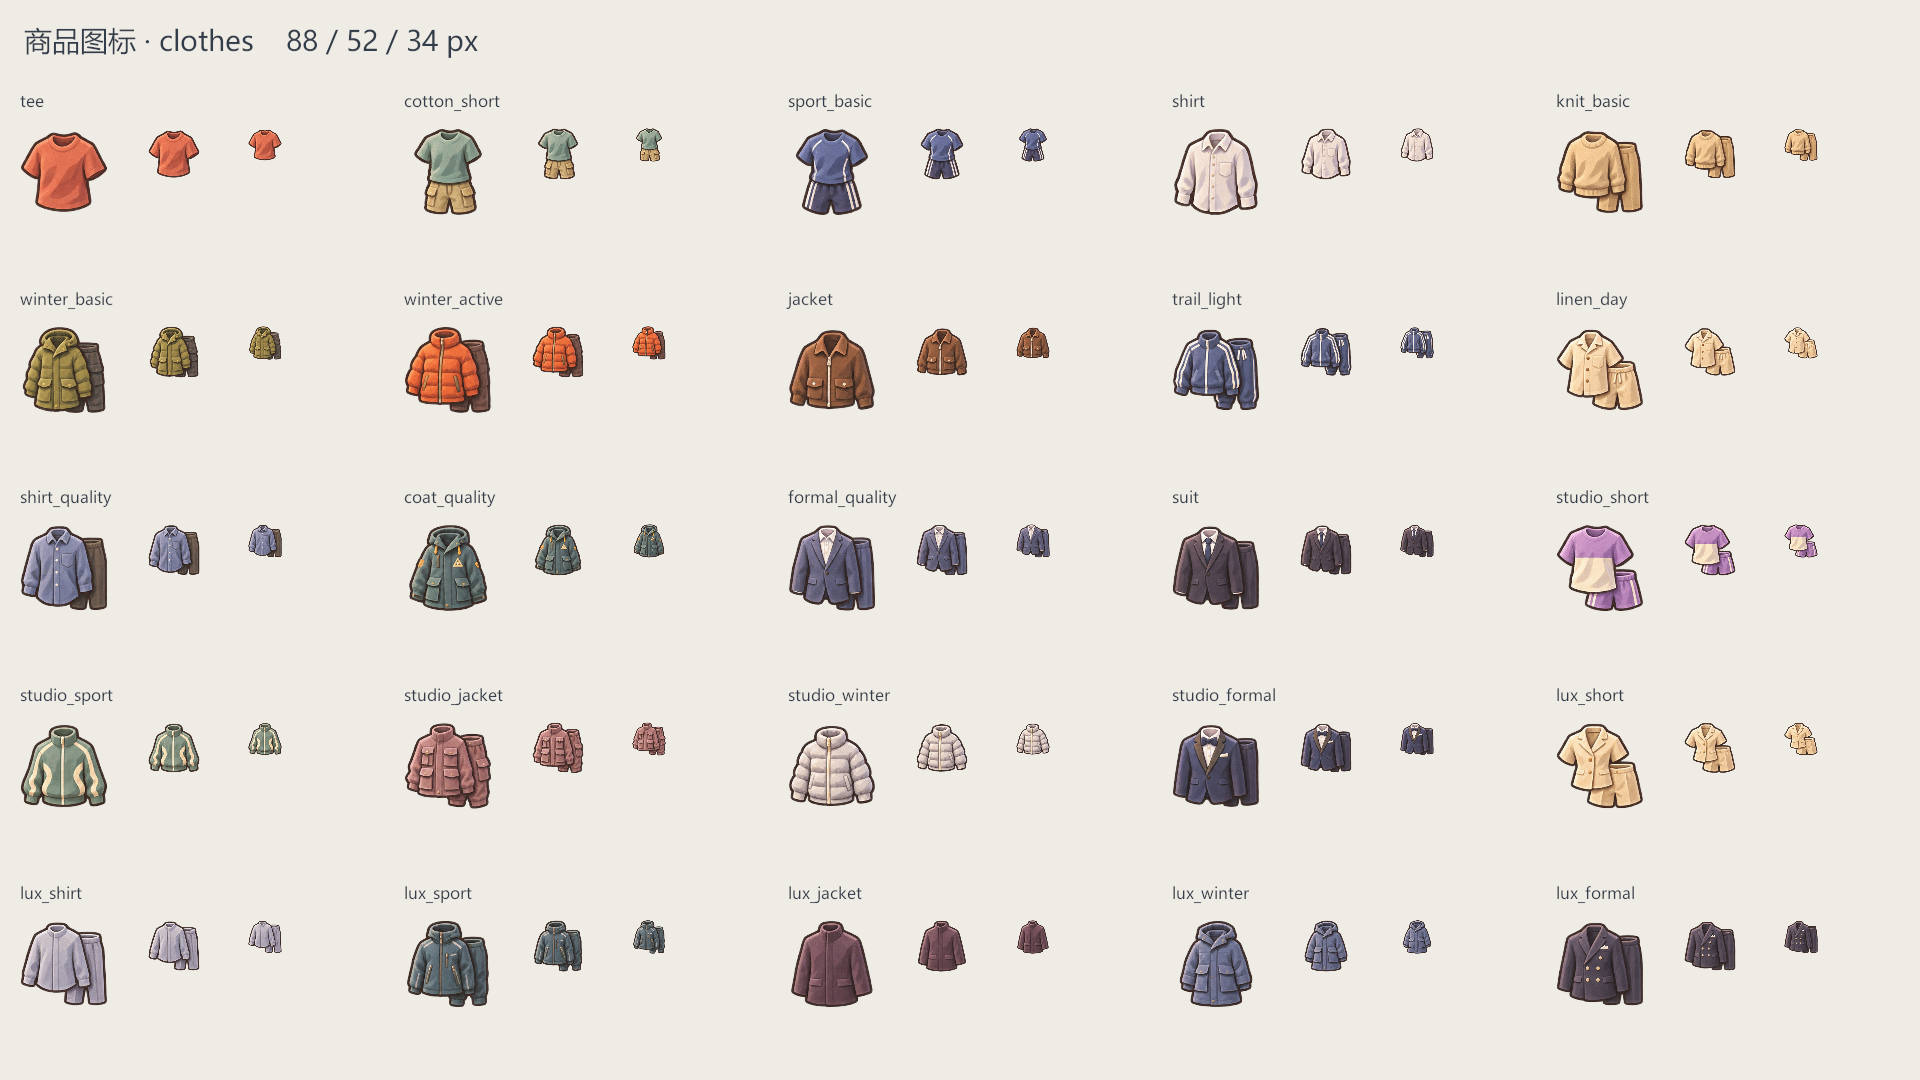 商品图标 · clothes 88 / 52 / 34 px
tee
cotton_short
sport_basic
shirt
knit_basic
winter_basic
winter_active
jacket
trail_light
linen_day
shirt_quality
coat_quality
formal_quality
suit
studio_short
studio_sport
studio_jacket
studio_winter
studio_formal
lux_short
lux_shirt
lux_sport
lux_jacket
lux_winter
lux_formal